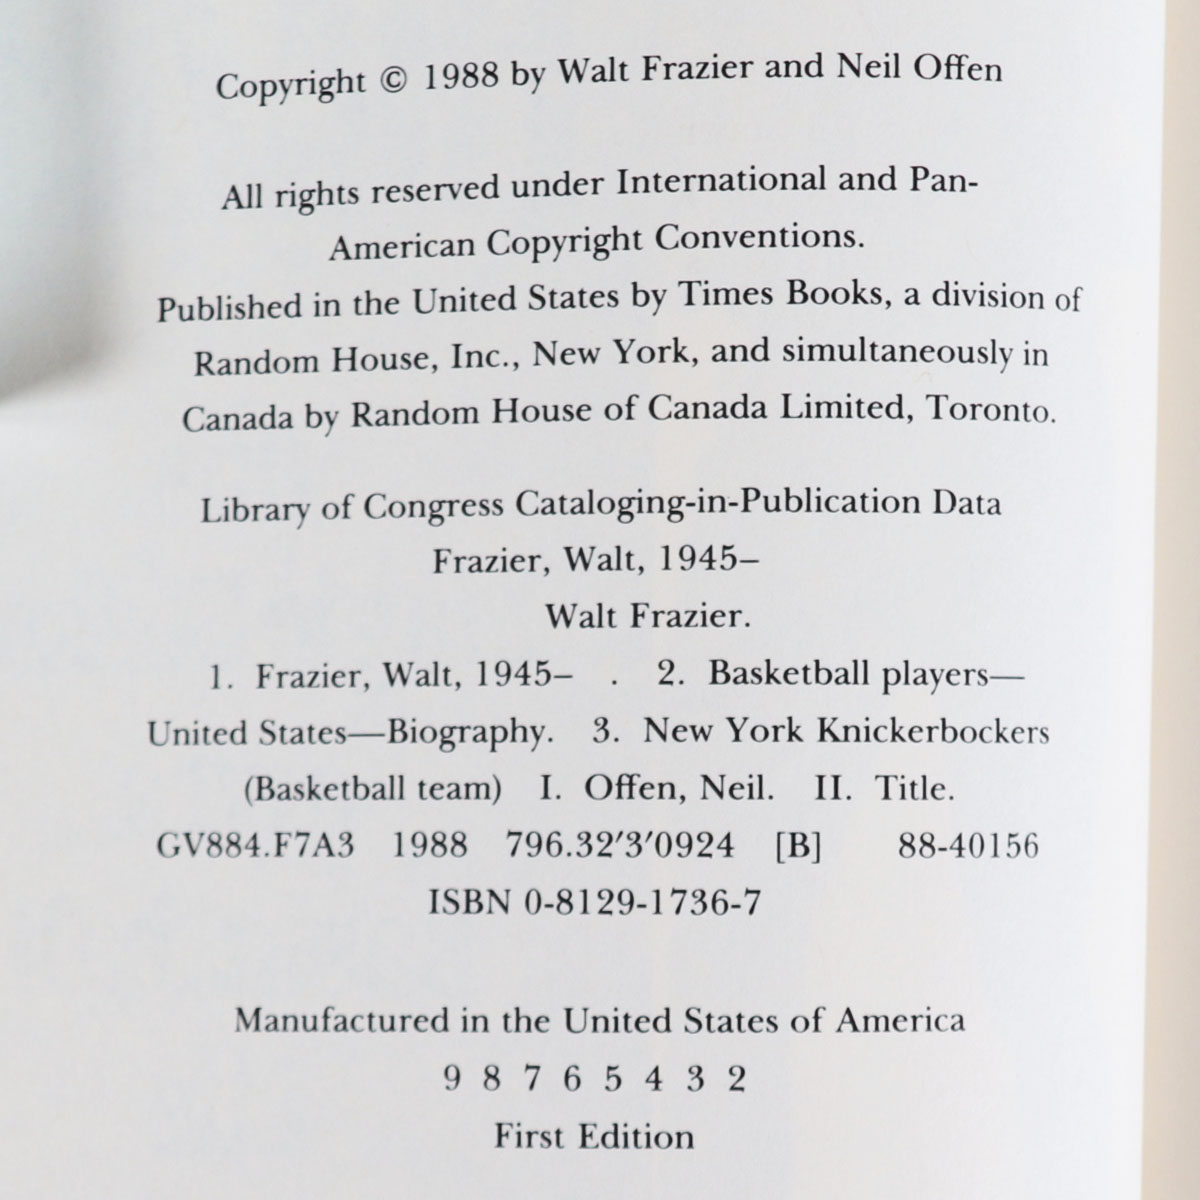 Copyright © 1988 by Walt Frazier and Neil Offen
All rights reserved under International and Pan-
American Copyright Conventions.
Published in the United States by Times Books, a division of
Random House, Inc., New York, and simultaneously in
Canada by Random House of Canada Limited, Toronto.
Library of Congress Cataloging-in-Publication Data
Frazier, Walt, 1945–
Walt Frazier.
1. Frazier, Walt, 1945– . 2. Basketball players—
United States—Biography. 3. New York Knickerbockers
(Basketball team) I. Offen, Neil. II. Title.
GV884.F7A3 1988 796.32′3′0924 [B] 88-40156
ISBN 0-8129-1736-7
Manufactured in the United States of America
9 8 7 6 5 4 3 2
First Edition